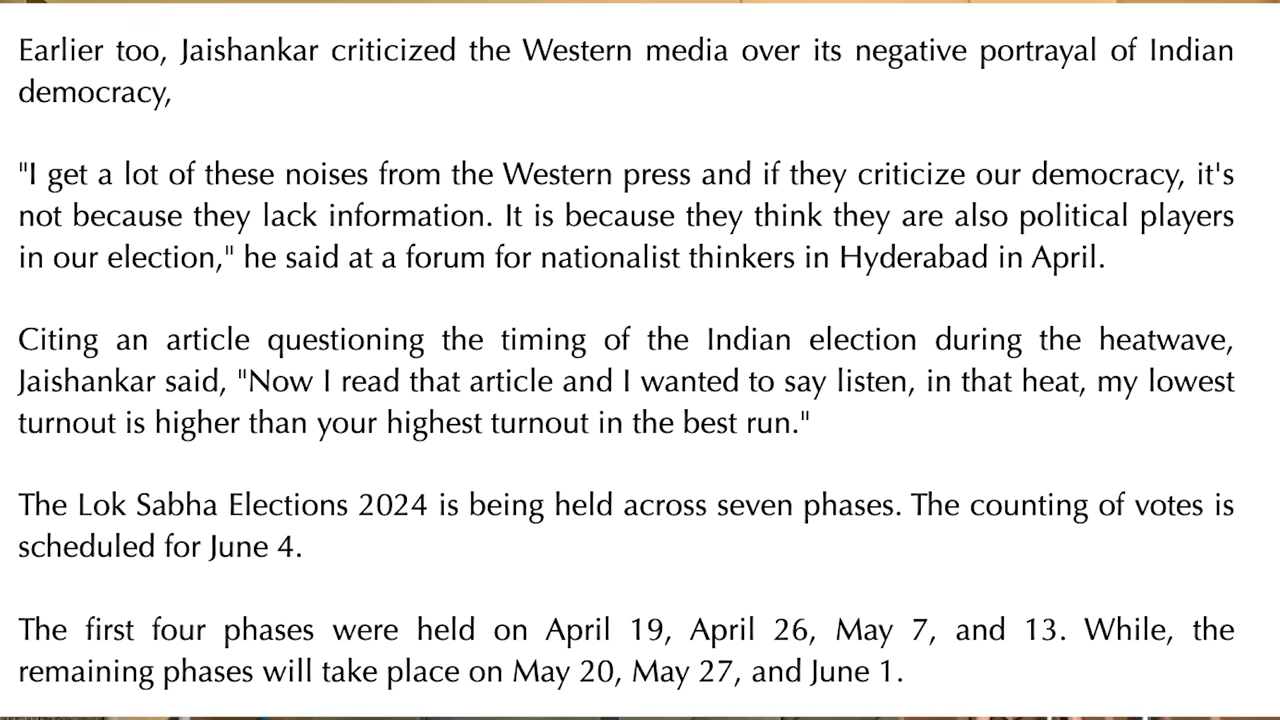 Earlier too, Jaishankar criticized the Western media over its negative portrayal of Indian
democracy,
"I get a lot of these noises from the Western press and if they criticize our democracy, it's
not because they lack information. It is because they think they are also political players
in our election," he said at a forum for nationalist thinkers in Hyderabad in April.
Citing an article questioning the timing of the Indian election during the heatwave,
Jaishankar said, "Now I read that article and I wanted to say listen, in that heat, my lowest
turnout is higher than your highest turnout in the best run."
The Lok Sabha Elections 2024 is being held across seven phases. The counting of votes is
scheduled for June 4.
The first four phases were held on April 19, April 26, May 7, and 13. While, the
remaining phases will take place on May 20, May 27, and June 1.